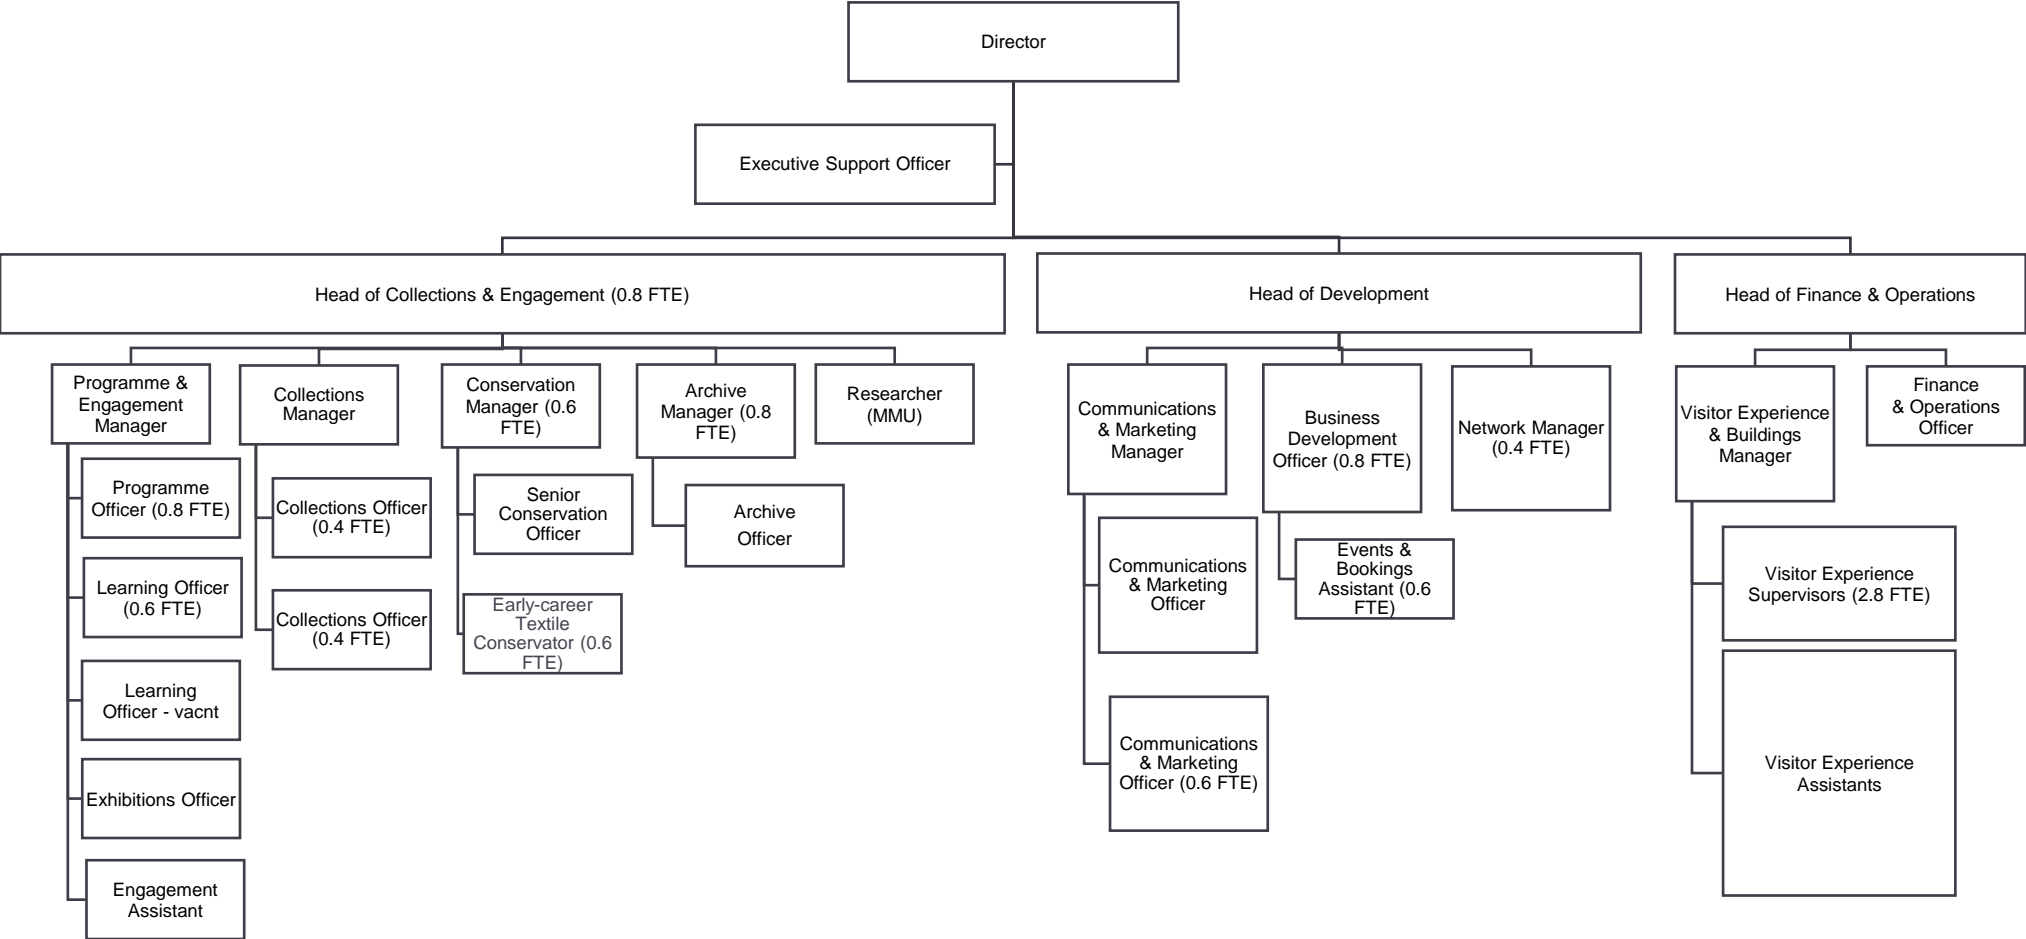 Director
Executive Support Officer
Head of Collections & Engagement (0.8 FTE)
Head of Development
Head of Finance & Operations
Programme &
Engagement
Manager
Collections
Manager
Conservation
Manager (0.6
FTE)
Archive
Manager (0.8
FTE)
Researcher
(MMU)
Communications
& Marketing
Manager
Business
Development
Officer (0.8 FTE)
Network Manager
(0.4 FTE)
Visitor Experience
& Buildings
Manager
Finance
& Operations
Officer
Programme
Officer (0.8 FTE)
Learning Officer
(0.6 FTE)
Learning
Officer - vacnt
Exhibitions Officer
Engagement
Assistant
Collections Officer
(0.4 FTE)
Collections Officer
(0.4 FTE)
Senior
Conservation
Officer
Early-career
Textile
Conservator (0.6
FTE)
Archive
Officer
Communications
& Marketing
Officer
Communications
& Marketing
Officer (0.6 FTE)
Events &
Bookings
Assistant (0.6
FTE)
Visitor Experience
Supervisors (2.8 FTE)
Visitor Experience
Assistants